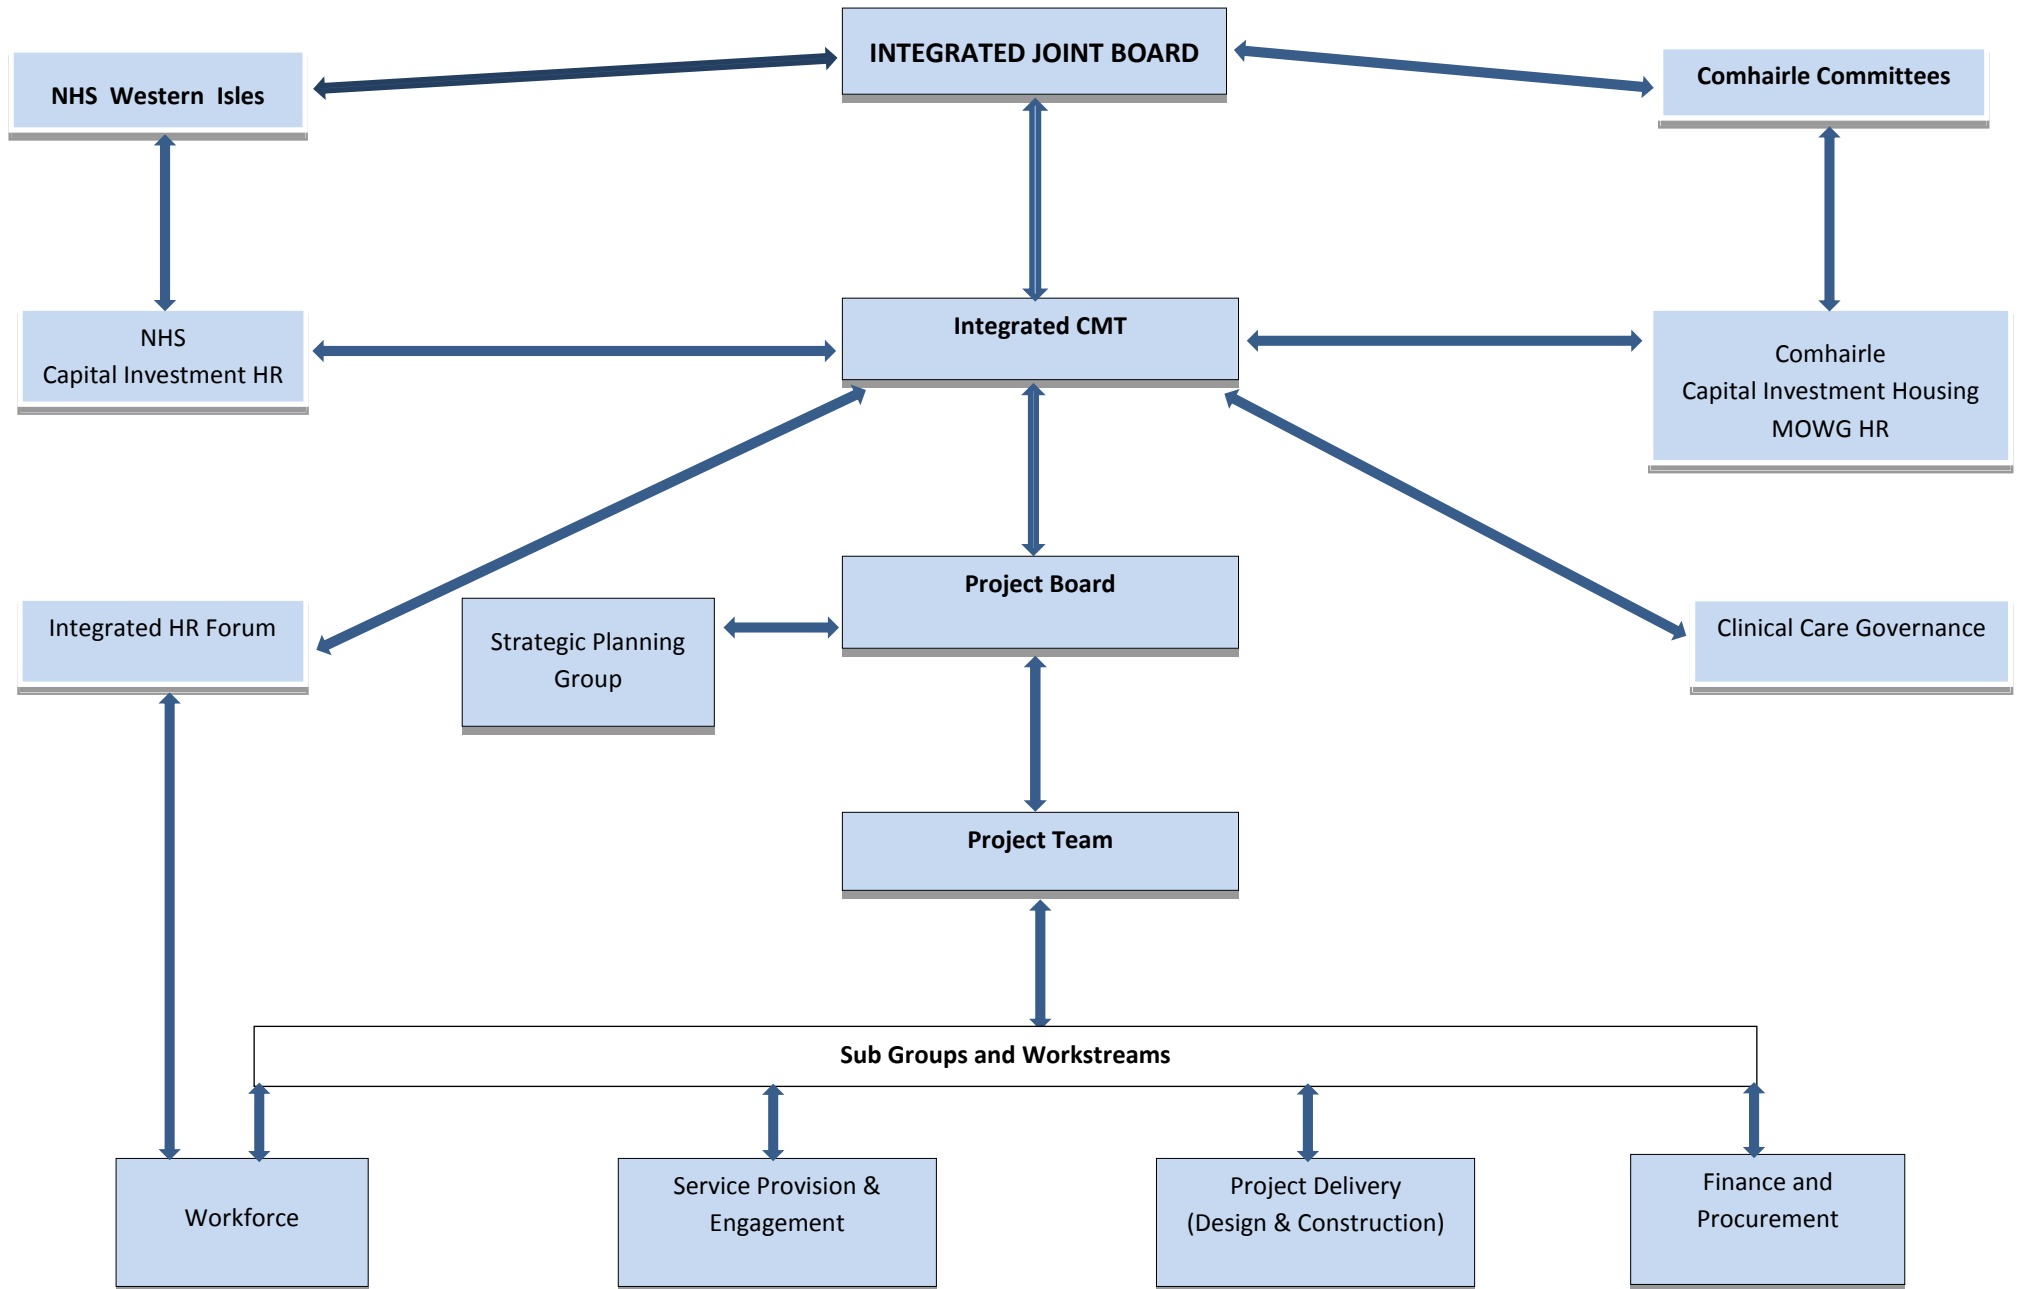 INTEGRATED JOINT BOARD
NHS Western Isles
Comhairle Committees
NHS
Capital Investment HR
Integrated CMT
Comhairle
Capital Investment Housing
MOWG HR
Integrated HR Forum
Strategic Planning
Group
Project Board
Clinical Care Governance
Project Team
Sub Groups and Workstreams
Workforce
Service Provision &
Engagement
Project Delivery
(Design & Construction)
Finance and
Procurement